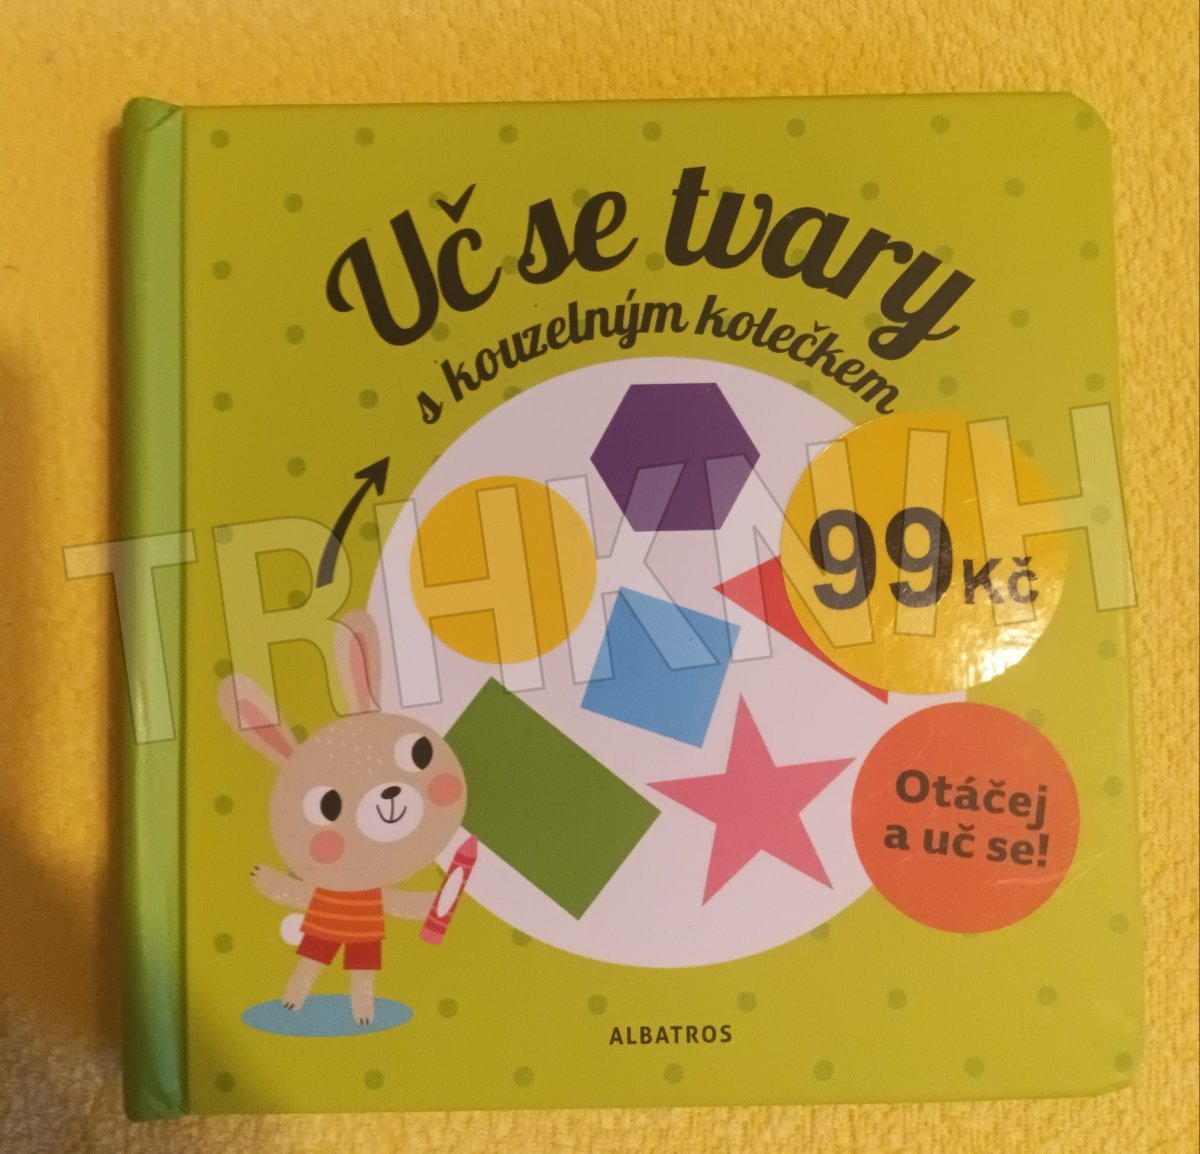 Uč se tvary
s kouzelným kolečkem
99 Kč
Otáčej
a uč se!
ALBATROS
TRHKNIH